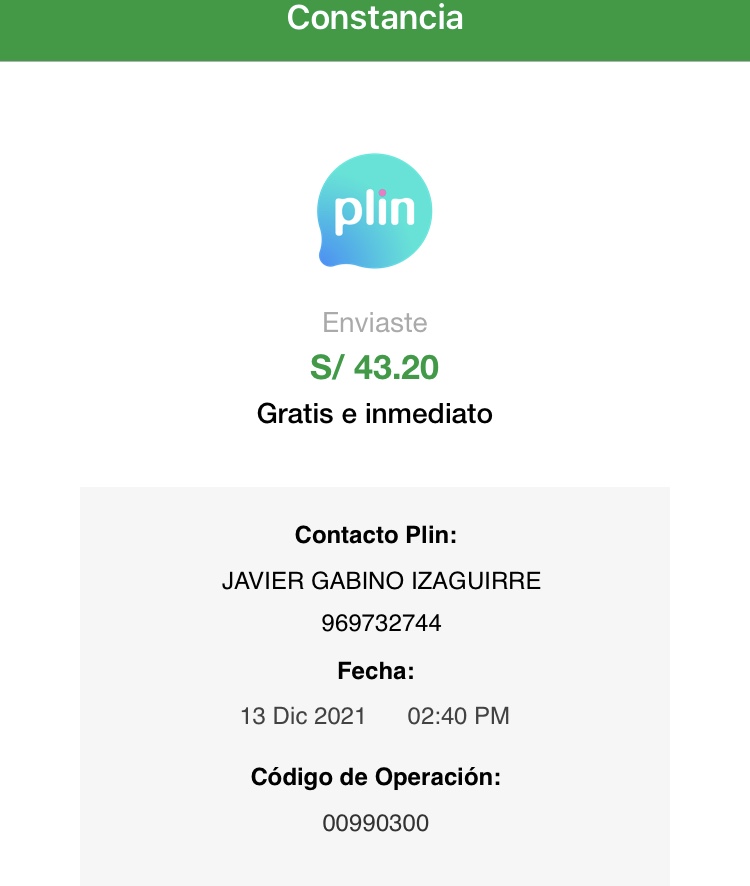 Constancia
plin
Enviaste
S/ 43.20
Gratis e inmediato
Contacto Plin:
JAVIER GABINO IZAGUIRRE
969732744
Fecha:
13 Dic 2021 02:40 PM
Código de Operación:
00990300